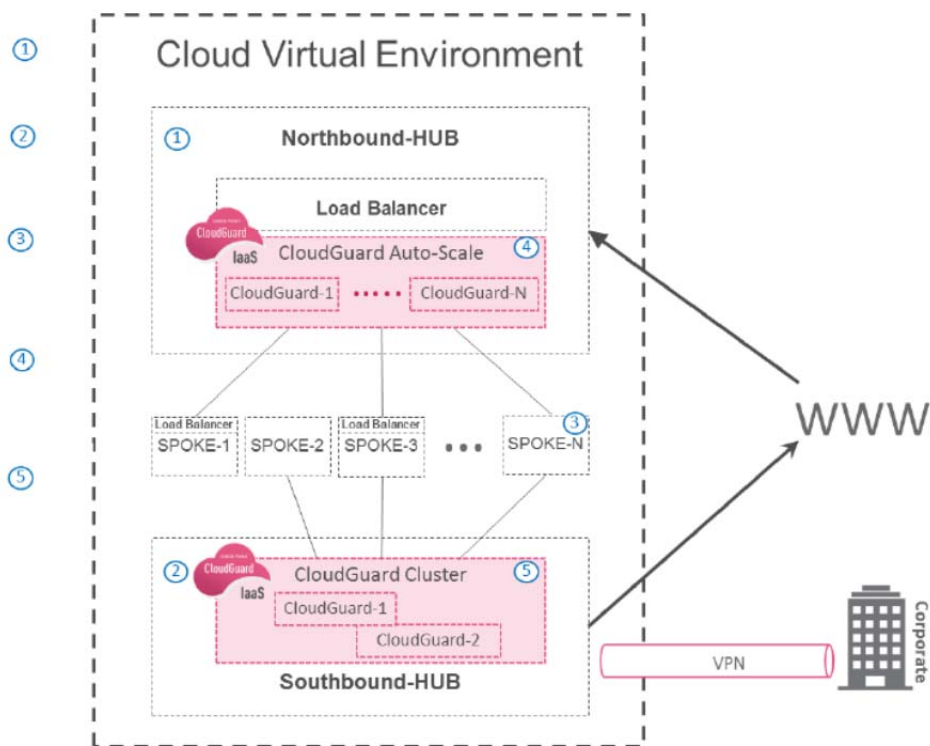 ①
Cloud Virtual Environment
②
①
Northbound-HUB
Load Balancer
③
CloudGuard
IaaS
CloudGuard Auto-Scale
④
CloudGuard-1
CloudGuard-N
④
WWW
Load Balancer
SPOKE-1
SPOKE-2
Load Balancer
SPOKE-3
③
SPOKE-N
⑤
②
CloudGuard
IaaS
CloudGuard Cluster
⑤
CloudGuard-1
CloudGuard-2
Southbound-HUB
VPN
Corporate